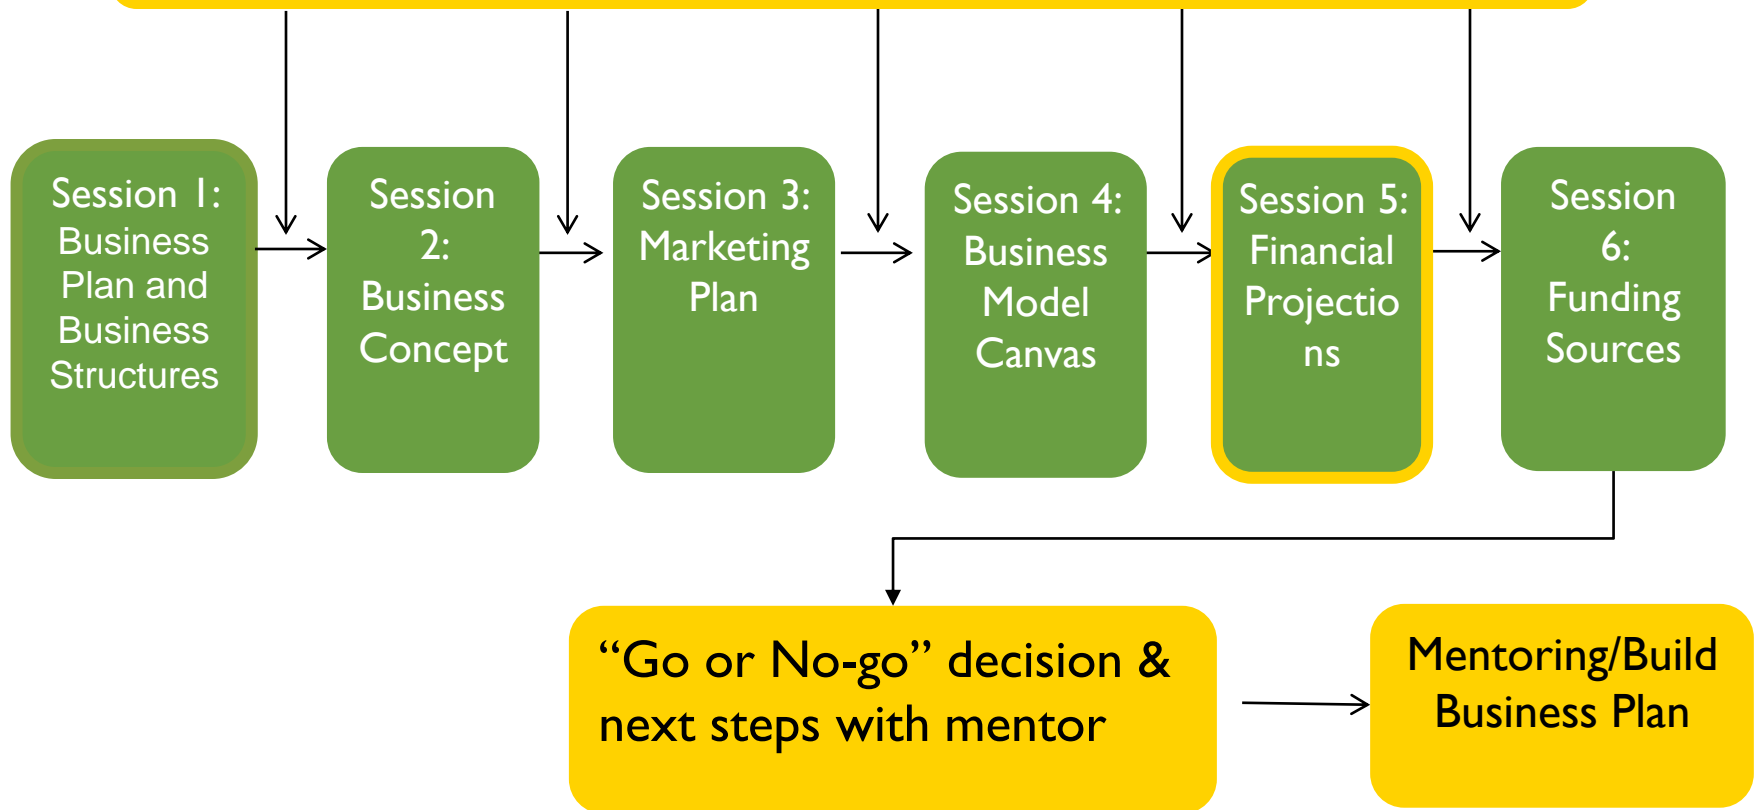 Session 1:
Business
Plan and
Business
Structures
Session
2:
Business
Concept
Session 3:
Marketing
Plan
Session 4:
Business
Model
Canvas
Session 5:
Financial
Projectio
ns
Session
6:
Funding
Sources
“Go or No-go” decision &
next steps with mentor
Mentoring/Build
Business Plan